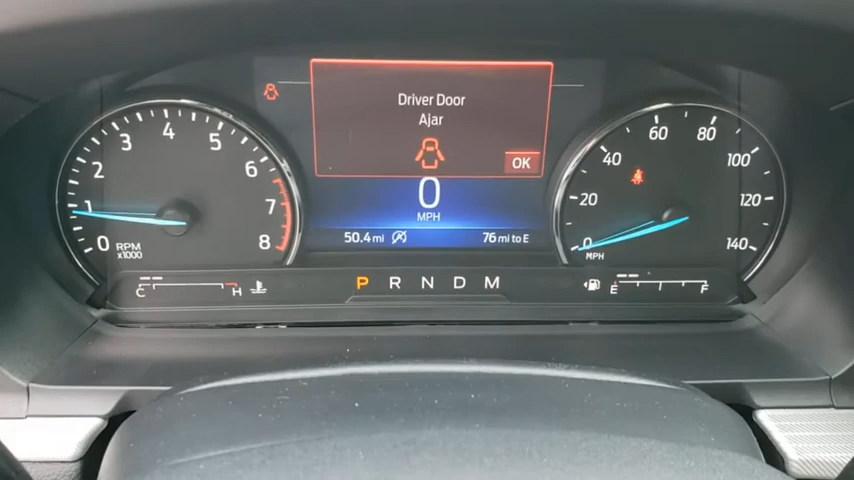 Driver Door
Ajar
OK
0
MPH
50.4 mi
76 mi to E
0 1 2 3 4 5 6 7 8
RPM
x1000
0 20 40 60 80 100 120 140
MPH
C H
P R N D M
E F